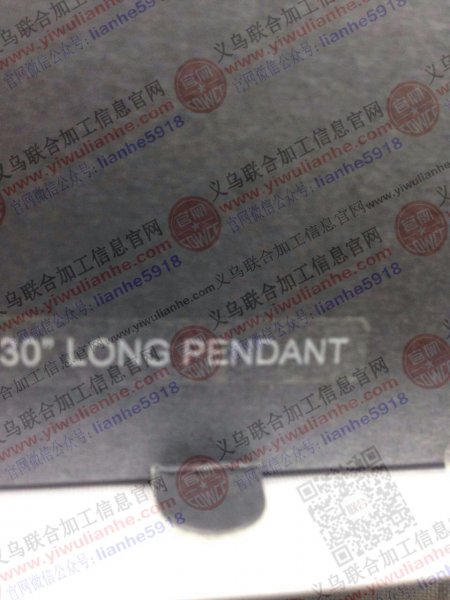 义乌联合加工信息官网
www.yiwulianhe.com
官网微信公众号: lianhe5918
30" LONG PENDANT